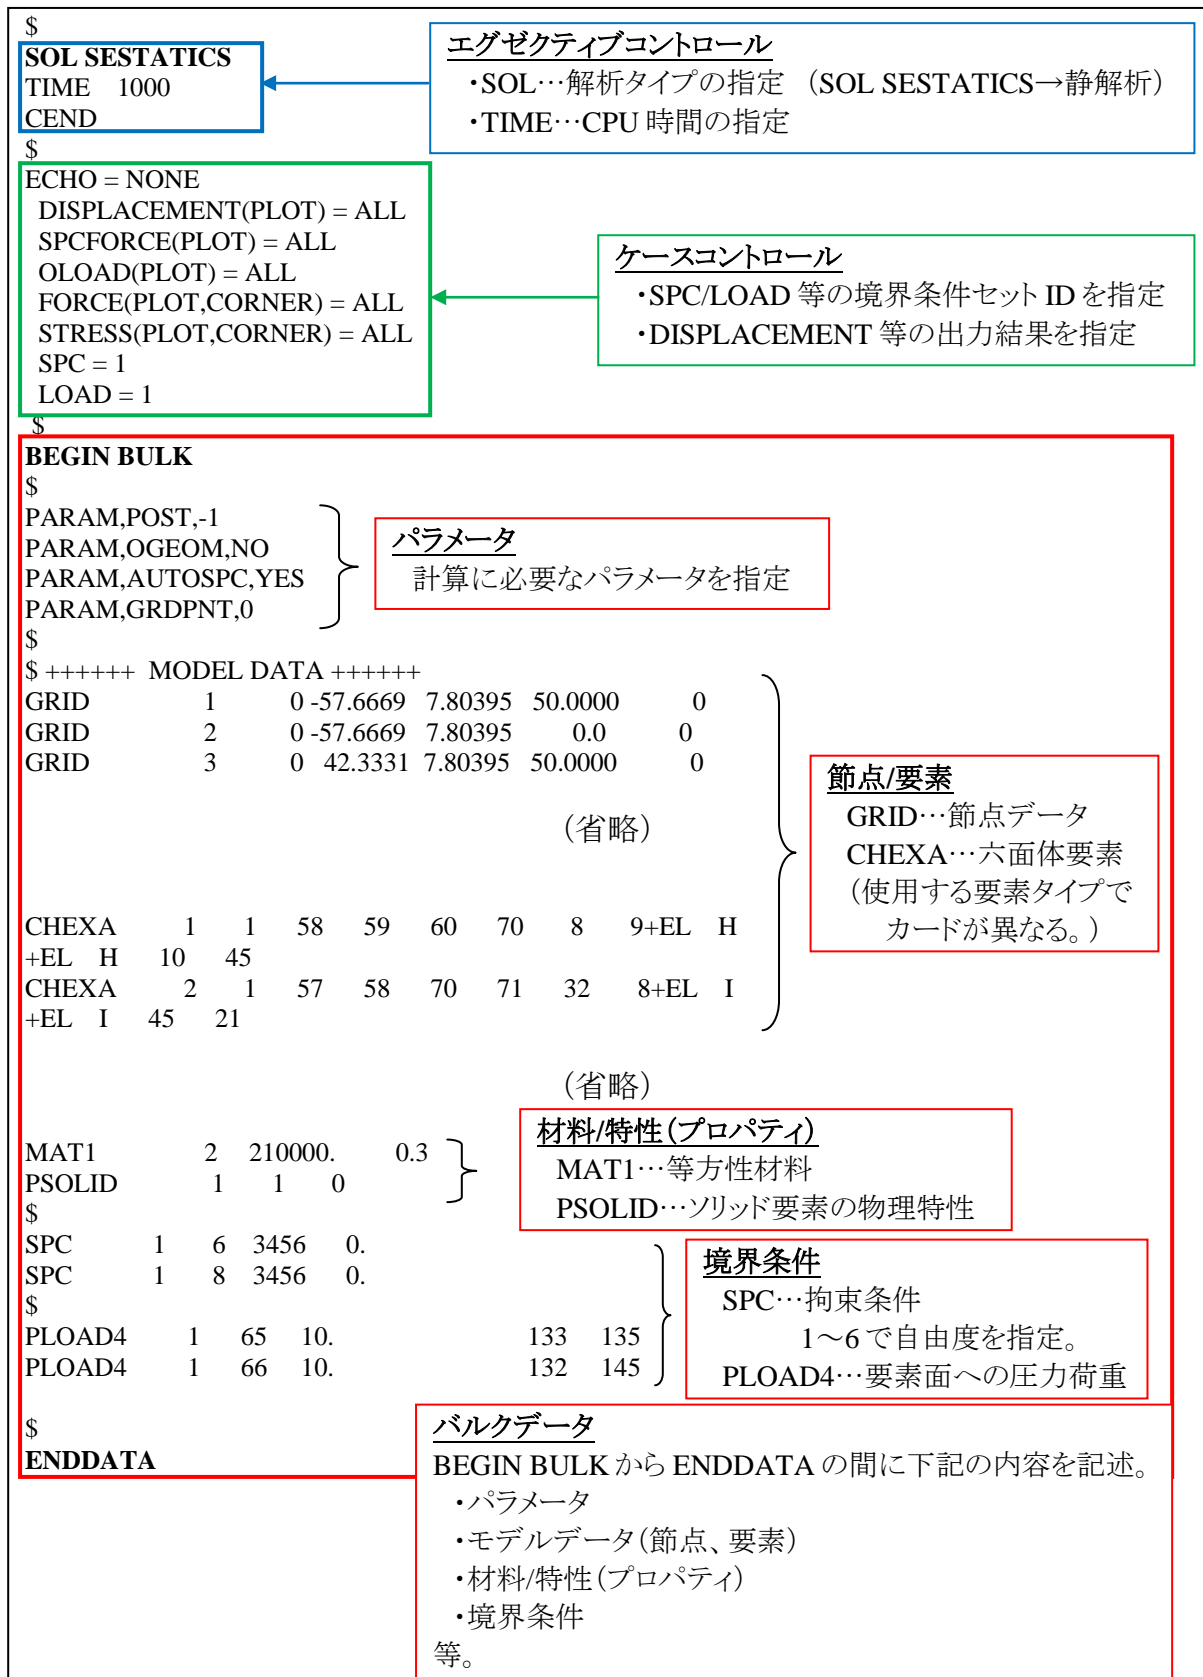 $
SOL SESTATICS
TIME 1000
CEND
エグゼクティブコントロール
・SOL…解析タイプの指定 （SOL SESTATICS→静解析）
・TIME…CPU 時間の指定
$
ECHO = NONE
DISPLACEMENT(PLOT) = ALL
SPCFORCE(PLOT) = ALL
OLOAD(PLOT) = ALL
FORCE(PLOT,CORNER) = ALL
STRESS(PLOT,CORNER) = ALL
SPC = 1
LOAD = 1
ケースコントロール
・SPC/LOAD 等の境界条件セット ID を指定
・DISPLACEMENT 等の出力結果を指定
$
BEGIN BULK
$
PARAM,POST,-1
PARAM,OGEOM,NO
PARAM,AUTOSPC,YES
PARAM,GRDPNT,0
パラメータ
計算に必要なパラメータを指定
$
$ ++++++ MODEL DATA ++++++
GRID 1 0 -57.6669 7.80395 50.0000 0
GRID 2 0 -57.6669 7.80395 0.0 0
GRID 3 0 42.3331 7.80395 50.0000 0
（省略）
CHEXA 1 1 58 59 60 70 8 9+EL H
+EL H 10 45
CHEXA 2 1 57 58 70 71 32 8+EL I
+EL I 45 21
節点/要素
GRID…節点データ
CHEXA…六面体要素
（使用する要素タイプで
カードが異なる。）
（省略）
MAT1 2 210000. 0.3
PSOLID 1 1 0
材料/特性（プロパティ）
MAT1…等方性材料
PSOLID…ソリッド要素の物理特性
$
SPC 1 6 3456 0.
SPC 1 8 3456 0.
$
PLOAD4 1 65 10. 133 135
PLOAD4 1 66 10. 132 145
境界条件
SPC…拘束条件
1～6 で自由度を指定。
PLOAD4…要素面への圧力荷重
$
ENDDATA
バルクデータ
BEGIN BULK から ENDDATA の間に下記の内容を記述。
・パラメータ
・モデルデータ（節点、要素）
・材料/特性（プロパティ）
・境界条件
等。